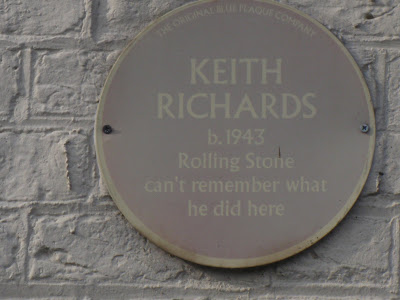 THE ORIGINAL BLUE PLAQUE COMPANY
KEITH
RICHARDS
b.1943
Rolling Stone
can't remember what
he did here